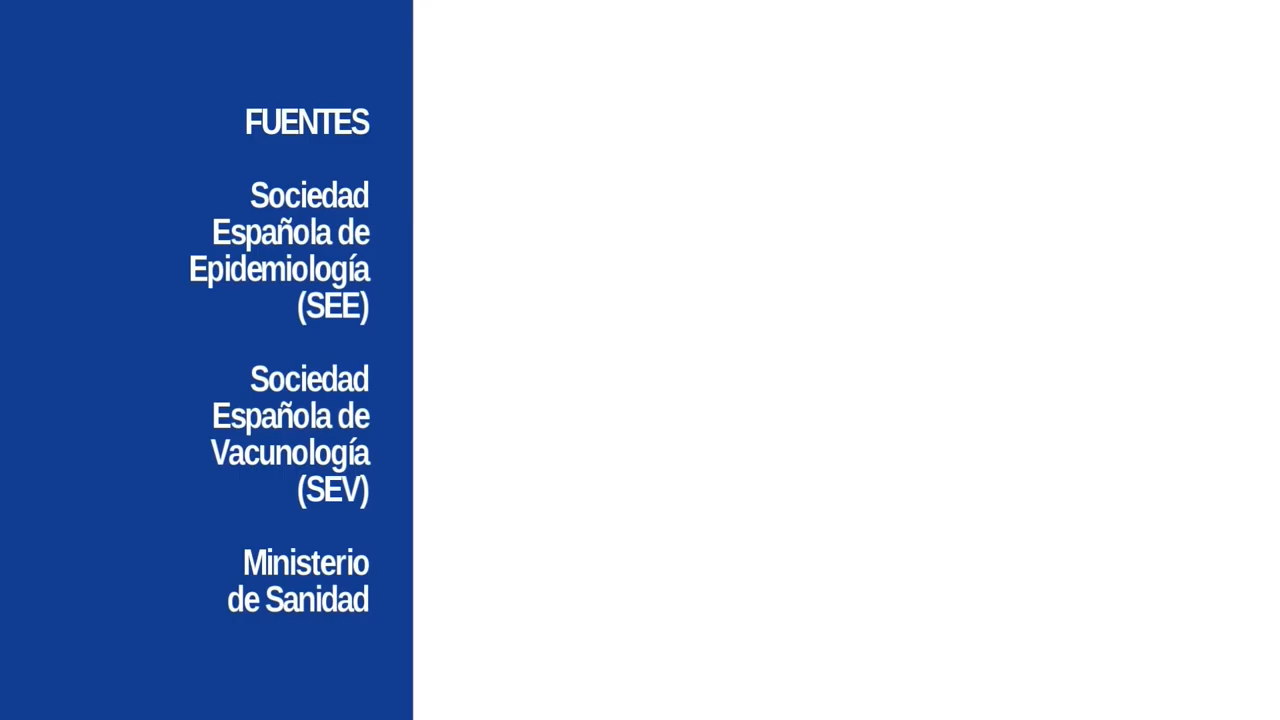 FUENTES
Sociedad
Española de
Epidemiología
(SEE)
Sociedad
Española de
Vacunología
(SEV)
Ministerio
de Sanidad